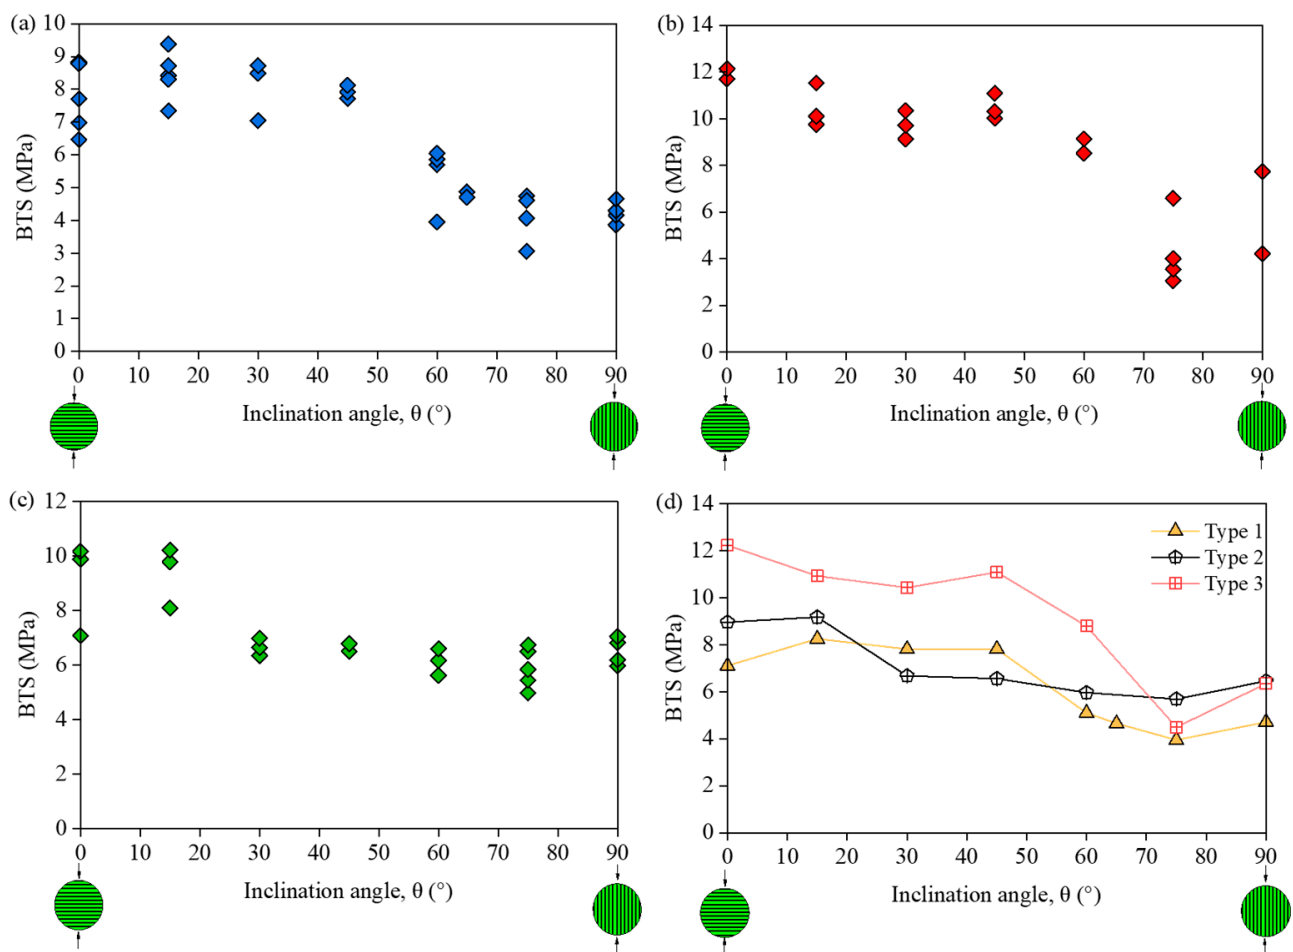 (a)
10
9
8
7
6
5
4
3
2
1
0
BTS (MPa)
0 10 20 30 40 50 60 70 80 90
Inclination angle, θ (°)
(b)
14
12
10
8
6
4
2
0
BTS (MPa)
0 10 20 30 40 50 60 70 80 90
Inclination angle, θ (°)
(c)
12
10
8
6
4
2
0
BTS (MPa)
0 10 20 30 40 50 60 70 80 90
Inclination angle, θ (°)
(d)
14
12
10
8
6
4
2
0
BTS (MPa)
Type 1
Type 2
Type 3
0 10 20 30 40 50 60 70 80 90
Inclination angle, θ (°)